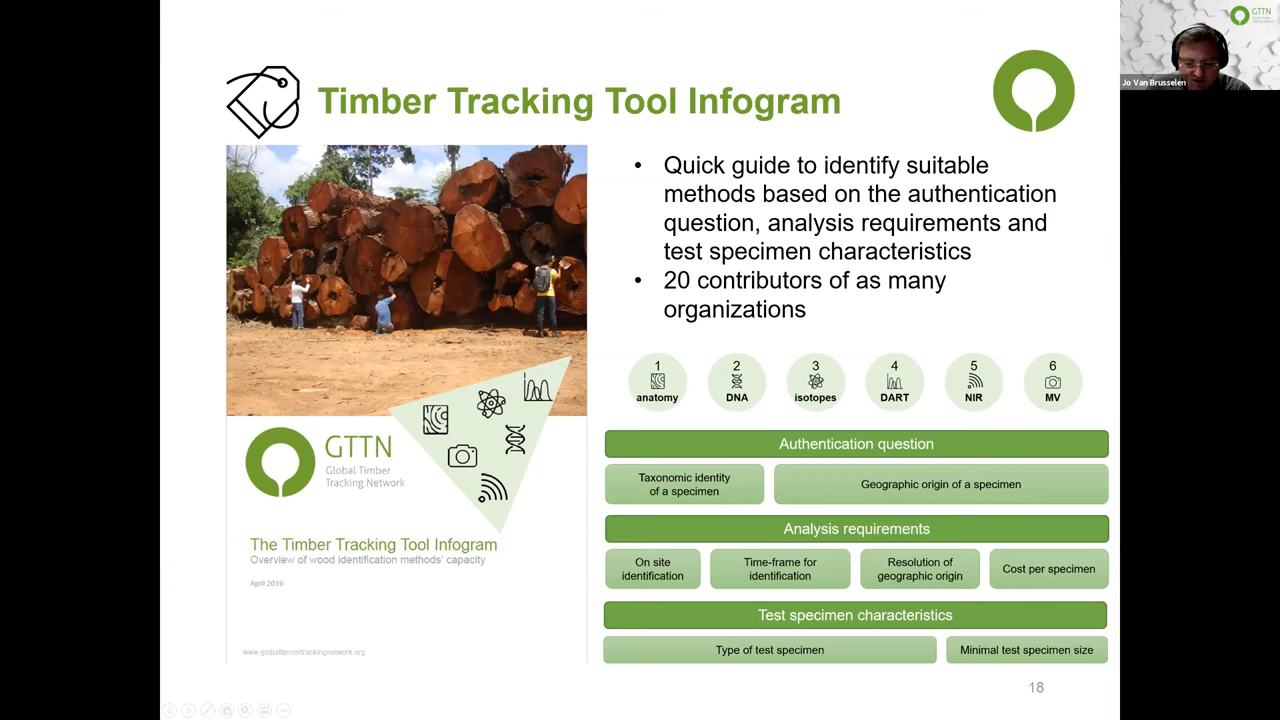 GTTN
Global Timber
Tracking Network
Jo Van Brusselen
Timber Tracking Tool Infogram
• Quick guide to identify suitable
methods based on the authentication
question, analysis requirements and
test specimen characteristics
• 20 contributors of as many
organizations
1
anatomy
2
DNA
3
isotopes
4
DART
5
NIR
6
MV
GTTN
Global Timber
Tracking Network
The Timber Tracking Tool Infogram
Overview of wood identification methods' capacity
April 2019
www.globaltimbertrackingnetwork.org
Authentication question
Taxonomic identity
of a specimen
Geographic origin of a specimen
Analysis requirements
On site
identification
Time-frame for
identification
Resolution of
geographic origin
Cost per specimen
Test specimen characteristics
Type of test specimen
Minimal test specimen size
18